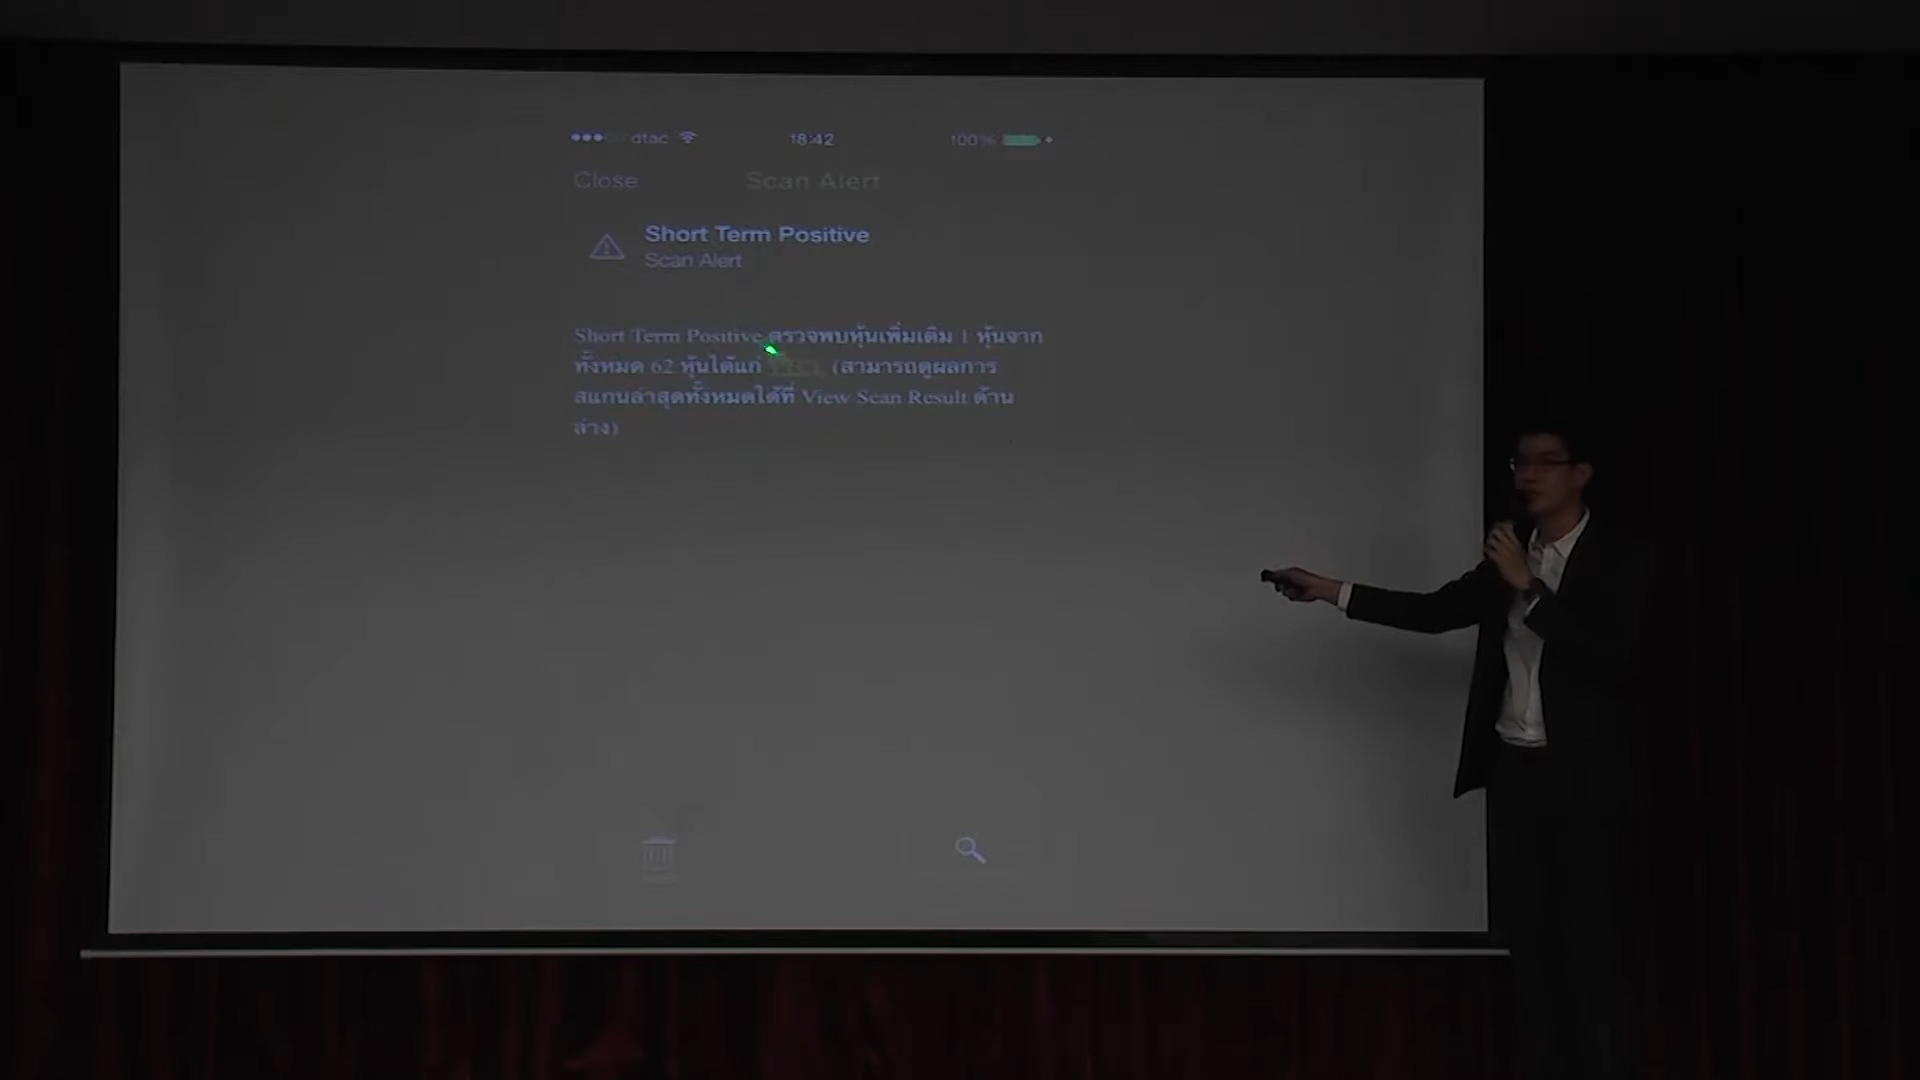 dtac 18:42 100%
Close Scan Alert
Short Term Positive
Scan Alert
Short Term Positive ตรวจพบหุ้นเพิ่มเติม 1 หุ้นจาก
ทั้งหมด 62 หุ้นได้แก่ (สามารถดูผลการ
สแกนล่าสุดทั้งหมดได้ที่ View Scan Result ด้าน
ล่าง)